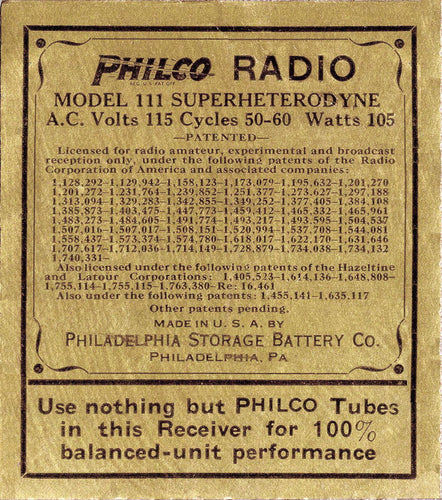 PHILCO RADIO
REG. U.S. PAT. OFF.
MODEL 111 SUPERHETERODYNE
A.C. Volts 115 Cycles 50-60 Watts 105
—PATENTED—
Licensed for radio amateur, experimental and broadcast
reception only, under the following patents of the Radio
Corporation of America and associated companies:
1,128,292-1,129,942-1,158,123-1,173,079-1,195,632-1,201,270
1,201,272-1,231,764-1,239,852-1,251,377-1,273,627-1,297,188
1,313,094-1,329,283-1,342,855-1,349,252-1,377,405-1,384,108
1,385,873-1,403,475-1,447,773-1,459,412-1,465,332-1,465,961
1,483,273-1,484,605-1,491,774-1,493,217-1,493,595-1,504,537
1,507,016-1,507,017-1,508,151-1,520,994-1,537,708-1,544,081
1,558,437-1,573,374-1,574,780-1,618,017-1,622,170-1,631,646
1,707,617-1,712,036-1,714,149-1,728,879-1,734,038-1,734,132
1,740,331—
Also licensed under the following patents of the Hazeltine
and Latour Corporations: 1,405,523-1,614,136-1,648,808-
1,755,114-1,755,115-1,763,380-Re: 16,461
Also under the following patents: 1,455,141-1,635,117
Other patents pending.
MADE IN U. S. A. BY
PHILADELPHIA STORAGE BATTERY CO.
PHILADELPHIA, PA
Use nothing but PHILCO Tubes
in this Receiver for 100%
balanced-unit performance